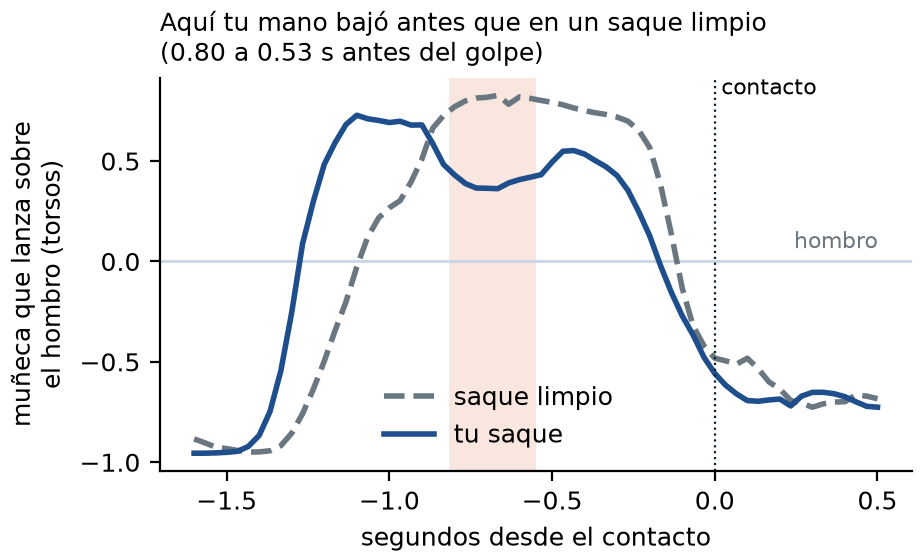 Aquí tu mano bajó antes que en un saque limpio
(0.80 a 0.53 s antes del golpe)
contacto
muñeca que lanza sobre
el hombro (torsos)
0.5
0.0
−0.5
−1.0
hombro
saque limpio
tu saque
−1.5
−1.0
−0.5
0.0
0.5
segundos desde el contacto